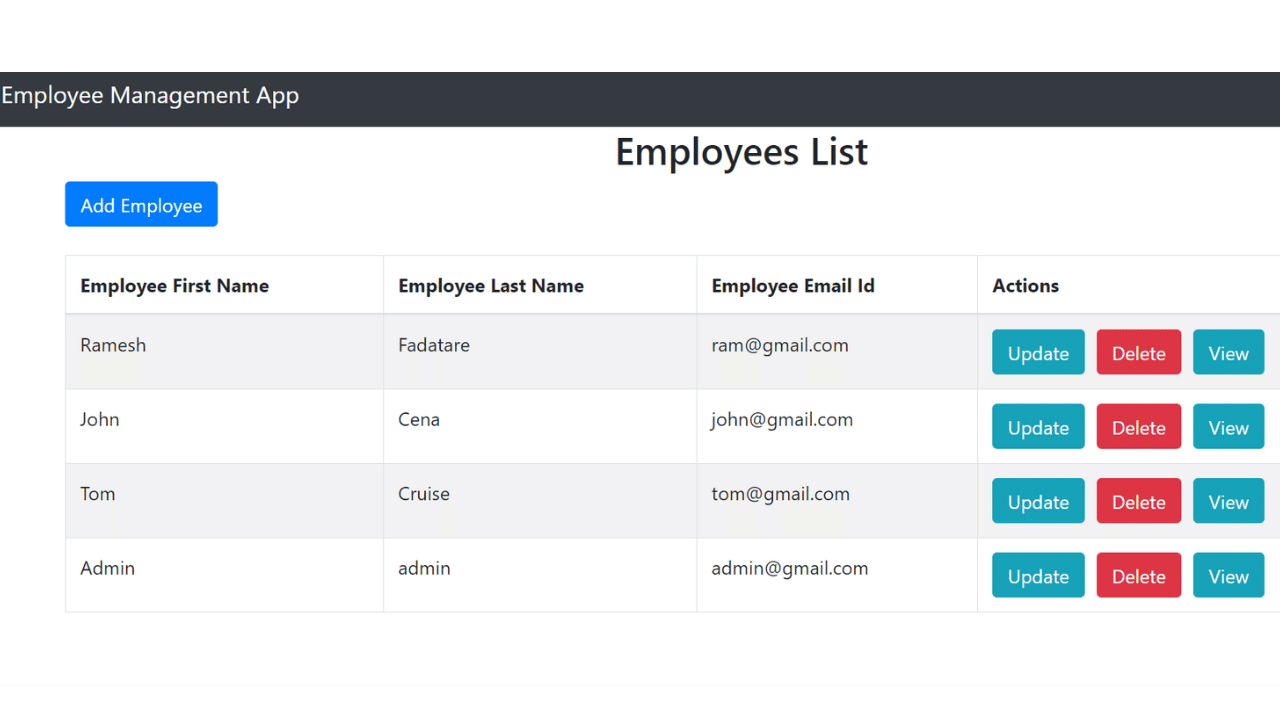 Employee Management App
Employees List
Add Employee
Employee First Name Employee Last Name Employee Email Id Actions
Ramesh Fadatare ram@gmail.com Update Delete View
John Cena john@gmail.com Update Delete View
Tom Cruise tom@gmail.com Update Delete View
Admin admin admin@gmail.com Update Delete View